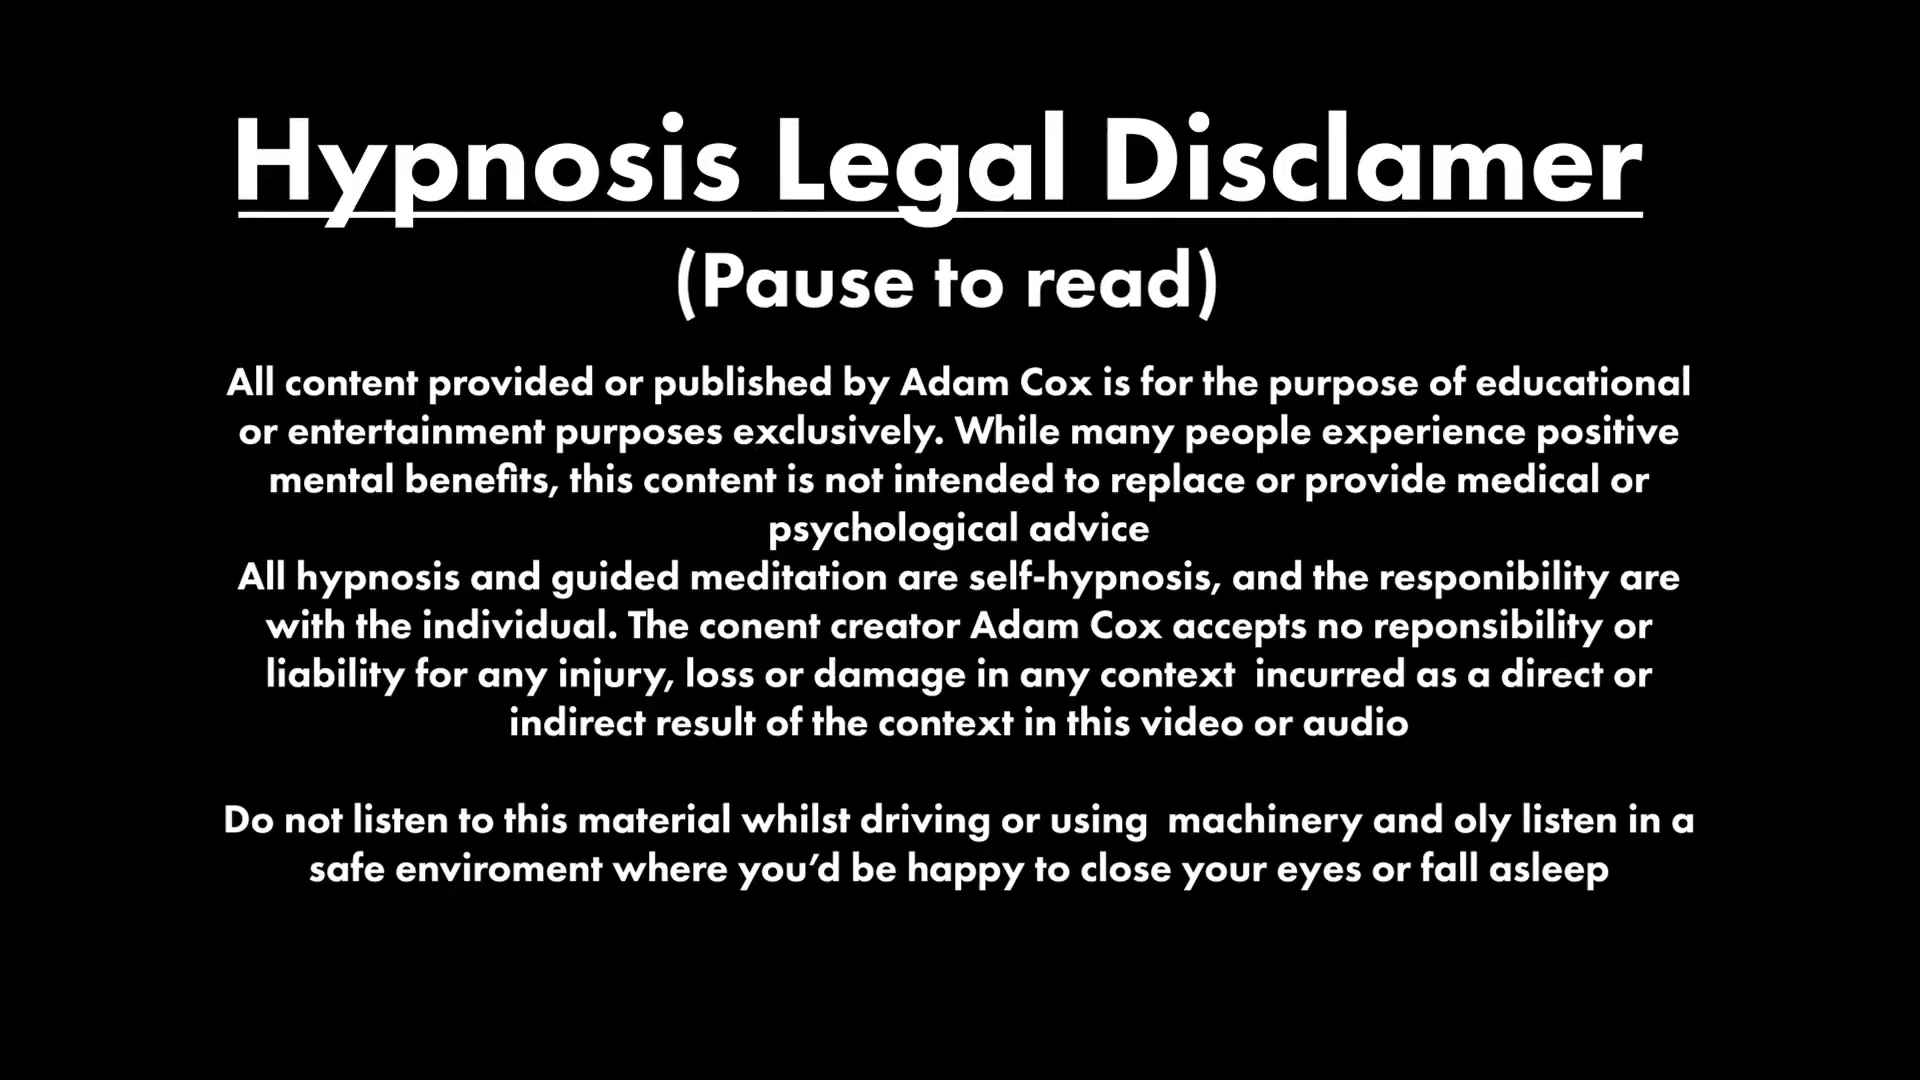 Hypnosis Legal Disclamer
(Pause to read)
All content provided or published by Adam Cox is for the purpose of educational
or entertainment purposes exclusively. While many people experience positive
mental benefits, this content is not intended to replace or provide medical or
psychological advice
All hypnosis and guided meditation are self-hypnosis, and the responibility are
with the individual. The conent creator Adam Cox accepts no reponsibility or
liability for any injury, loss or damage in any context  incurred as a direct or
indirect result of the context in this video or audio
Do not listen to this material whilst driving or using  machinery and oly listen in a
safe enviroment where you’d be happy to close your eyes or fall asleep